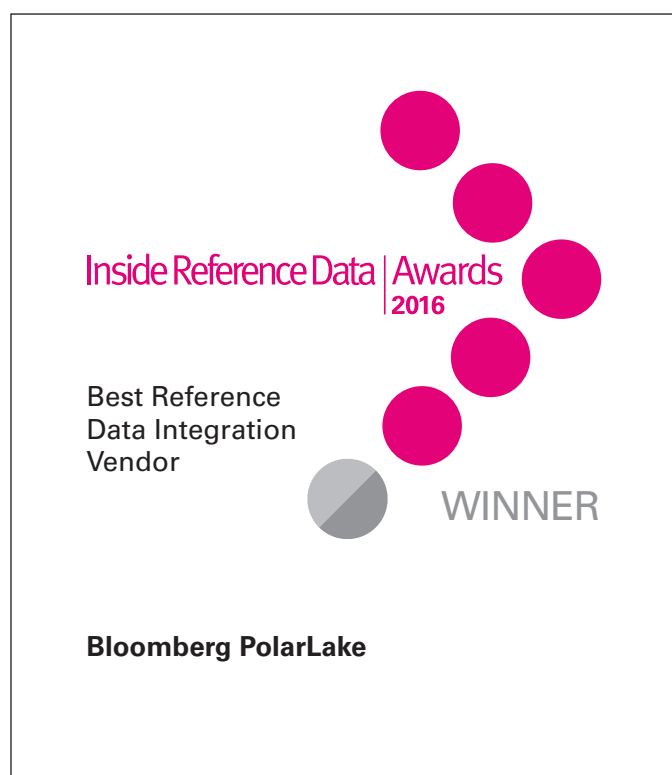 Inside Reference Data Awards
2016
Best Reference
Data Integration
Vendor
WINNER
Bloomberg PolarLake